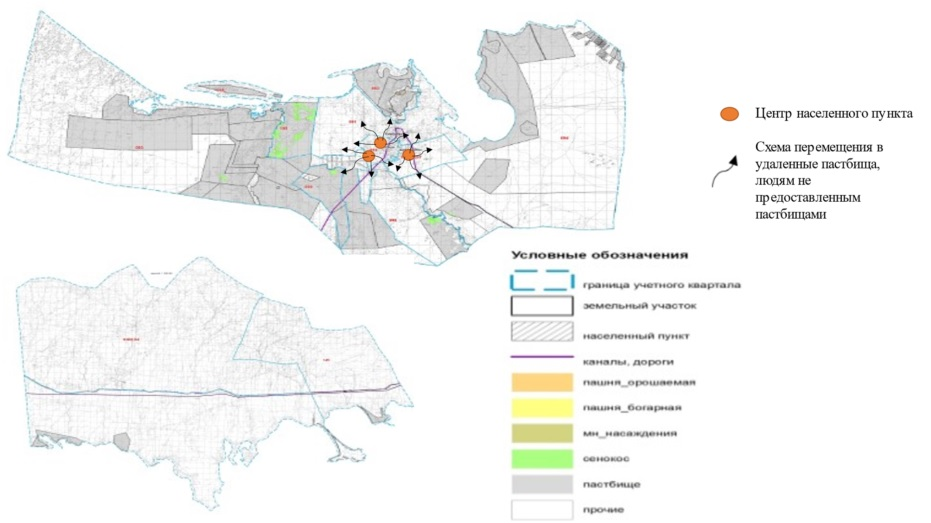 Центр населенного пункта
Схема перемещения в
удаленные пастбища,
людям не
предоставленным
пастбищами
Условные обозначения
граница учетного квартала
земельный участок
населенный пункт
каналы, дороги
пашня_орошаемая
пашня_богарная
мн_насаждения
сенокос
пастбище
прочие